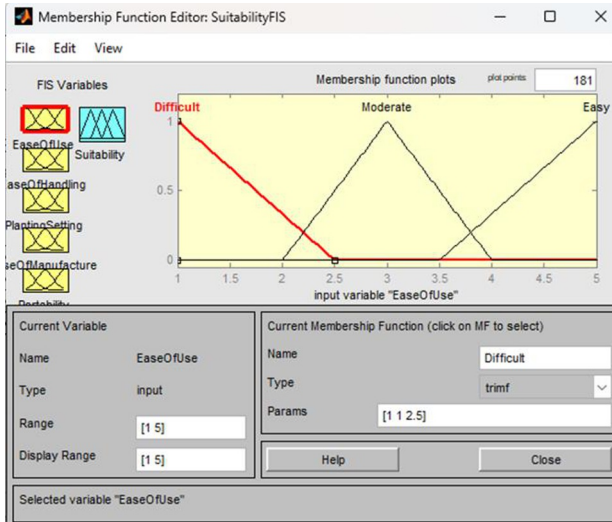 Membership Function Editor: SuitabilityFIS
File Edit View
FIS Variables
Membership function plots
plot points:
181
Difficult
Moderate
Easy
EaseOfUse
Suitability
aseOfHandling
PlantingSetting
seOfManufacture
Portability
1
0.5
0
1 1.5 2 2.5 3 3.5 4 4.5 5
input variable "EaseOfUse"
Current Variable
Name EaseOfUse
Type input
Range [1 5]
Display Range [1 5]
Current Membership Function (click on MF to select)
Name Difficult
Type trimf
Params [1 1 2.5]
Help Close
Selected variable "EaseOfUse"